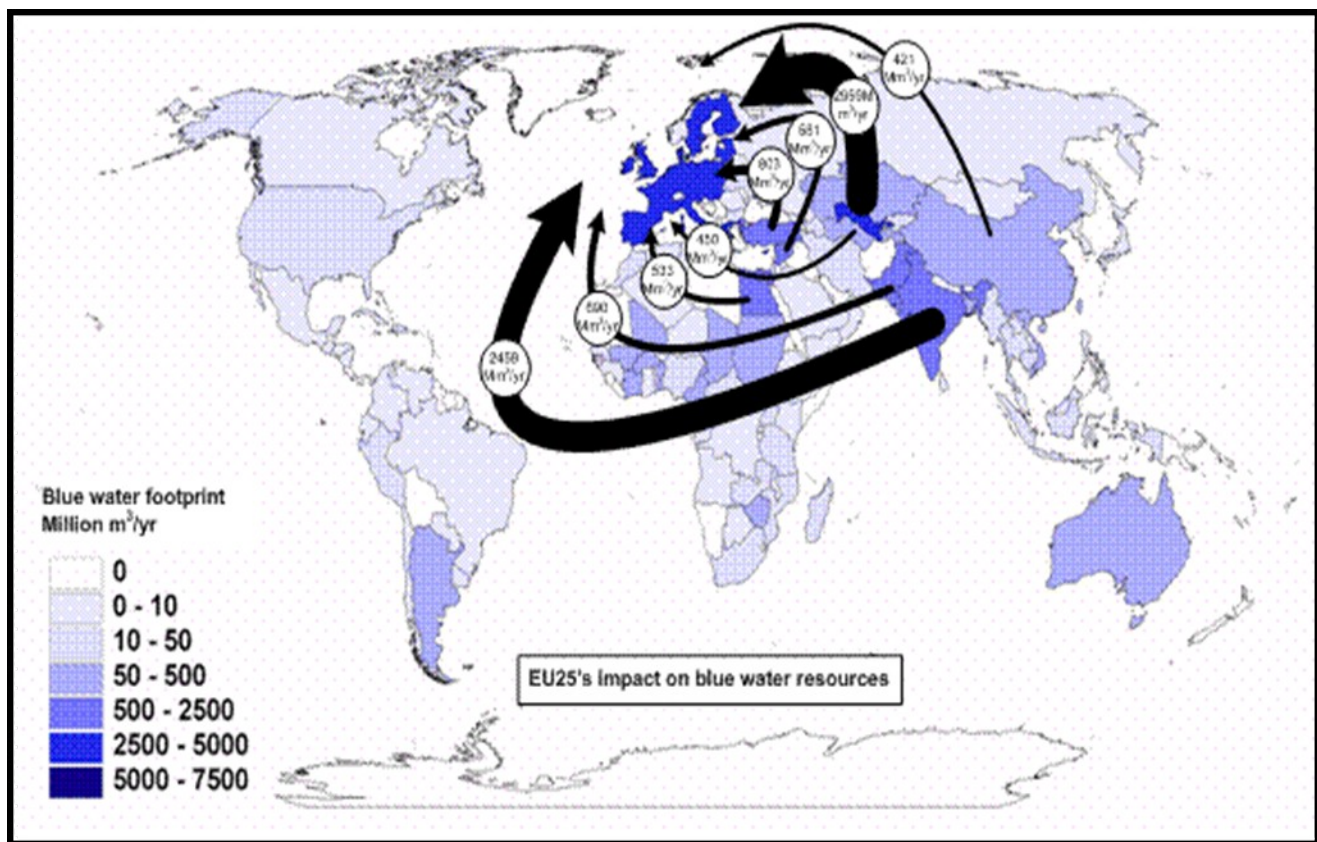 421
Mm³/yr
2959M
m³/yr
681
Mm³/yr
803
Mm³/yr
450
Mm³/yr
533
Mm³/yr
690
Mm³/yr
2459
Mm³/yr
Blue water footprint
Million m³/yr
0
0 - 10
10 - 50
50 - 500
500 - 2500
2500 - 5000
5000 - 7500
EU25's impact on blue water resources